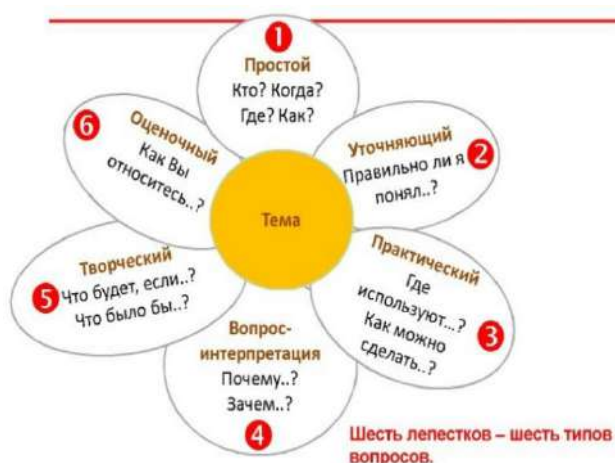 1
Простой
Кто? Когда?
Где? Как?
Уточняющий
2
Правильно ли я
понял..?
Практический
Где
используют...?
Как можно
сделать..?
3
Вопрос-
интерпретация
Почему..?
Зачем..?
4
Творческий
5
Что будет, если..?
Что было бы..?
6
Оценочный
Как Вы
относитесь..?
Тема
Шесть лепестков – шесть типов
вопросов.